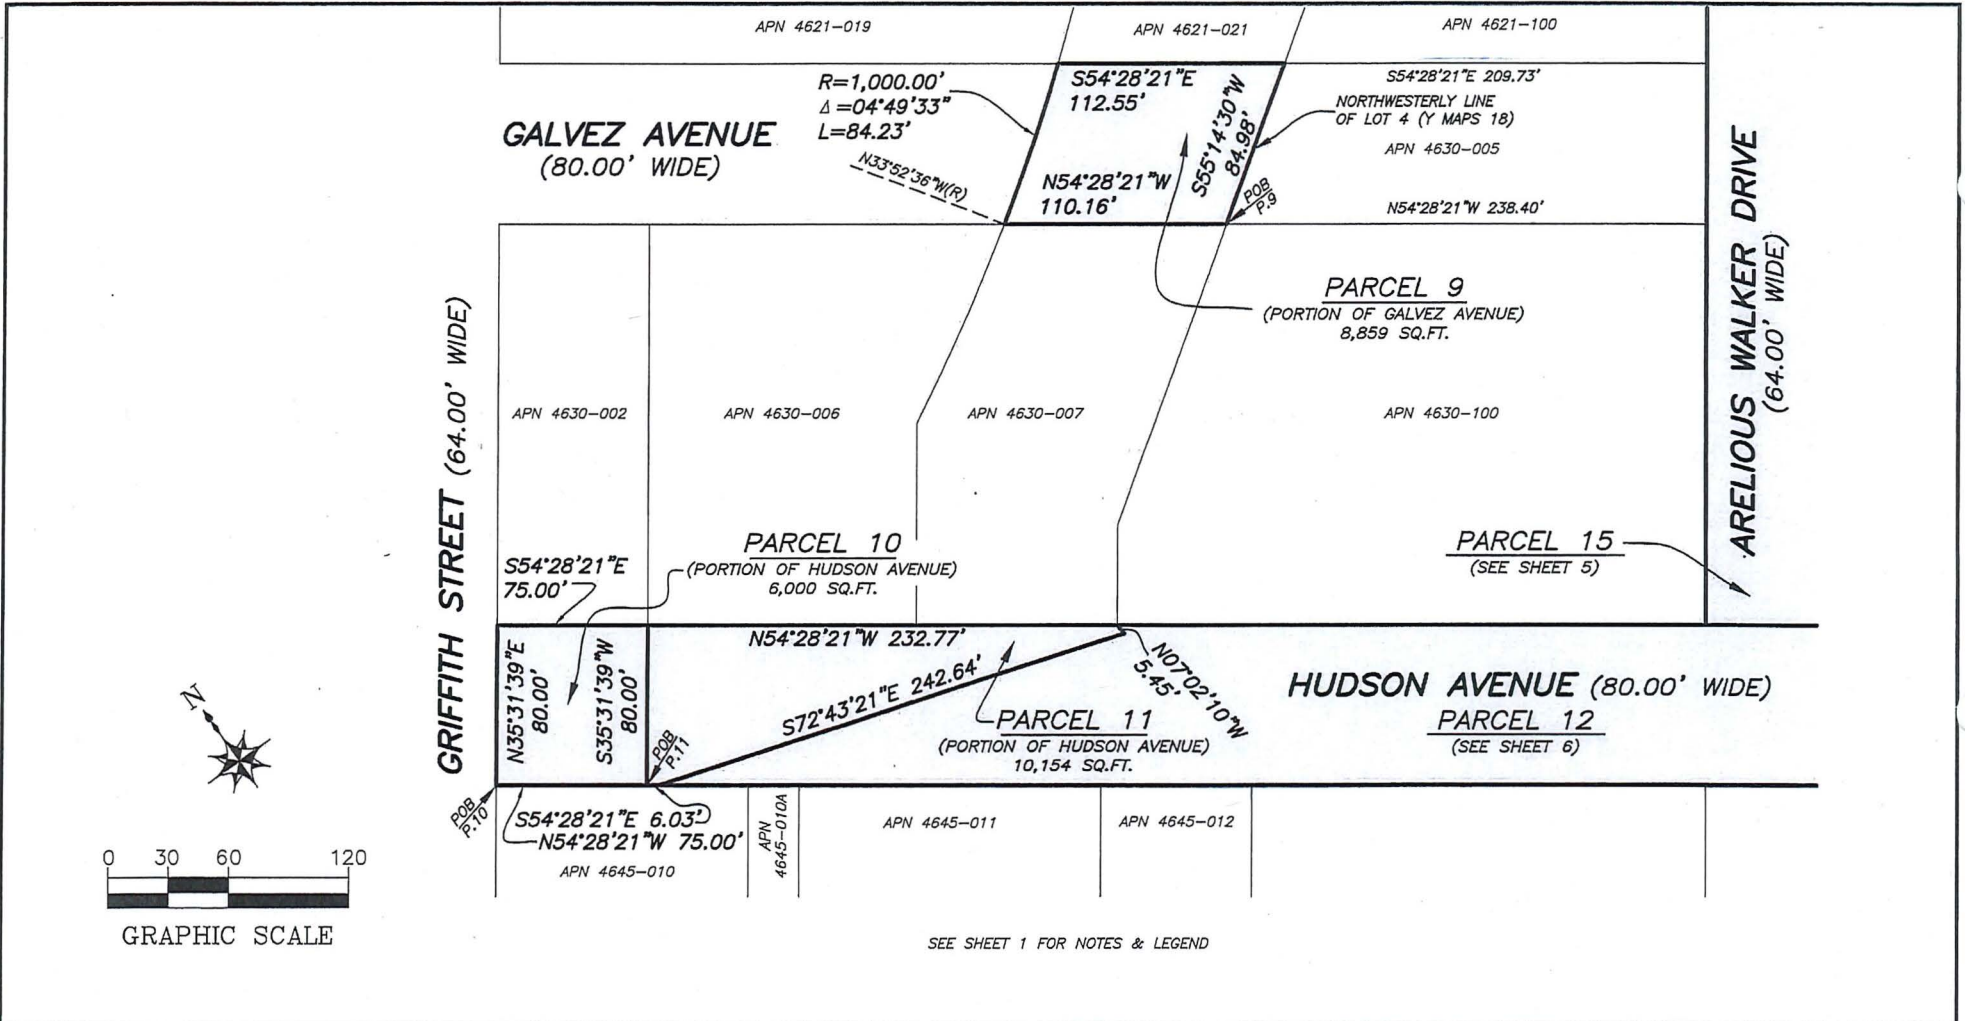 APN 4621-019
APN 4621-021
APN 4621-100
R=1,000.00'
Δ=04°49'33"
L=84.23'
S54°28'21"E
112.55'
S55°14'30"W
84.98'
S54°28'21"E 209.73'
NORTHWESTERLY LINE
OF LOT 4 (Y MAPS 18)
APN 4630-005
GALVEZ AVENUE
(80.00' WIDE)
N33°52'36"W(R)
N54°28'21"W
110.16'
POB
P.9
N54°28'21"W 238.40'
ARELIOUS WALKER DRIVE
(64.00' WIDE)
PARCEL 9
(PORTION OF GALVEZ AVENUE)
8,859 SQ.FT.
GRIFFITH STREET (64.00' WIDE)
APN 4630-002
APN 4630-006
APN 4630-007
APN 4630-100
PARCEL 10
(PORTION OF HUDSON AVENUE)
6,000 SQ.FT.
S54°28'21"E
75.00'
PARCEL 15
(SEE SHEET 5)
N35°31'39"E
80.00'
S35°31'39"W
80.00'
N54°28'21"W 232.77'
S72°43'21"E 242.64'
N07°02'10"W
5.45'
HUDSON AVENUE (80.00' WIDE)
PARCEL 12
(SEE SHEET 6)
PARCEL 11
(PORTION OF HUDSON AVENUE)
10,154 SQ.FT.
POB
P.11
POB
P.10
S54°28'21"E 6.03'
N54°28'21"W 75.00'
APN 4645-010
APN
4645-010A
APN 4645-011
APN 4645-012
N
0 30 60 120
GRAPHIC SCALE
SEE SHEET 1 FOR NOTES & LEGEND